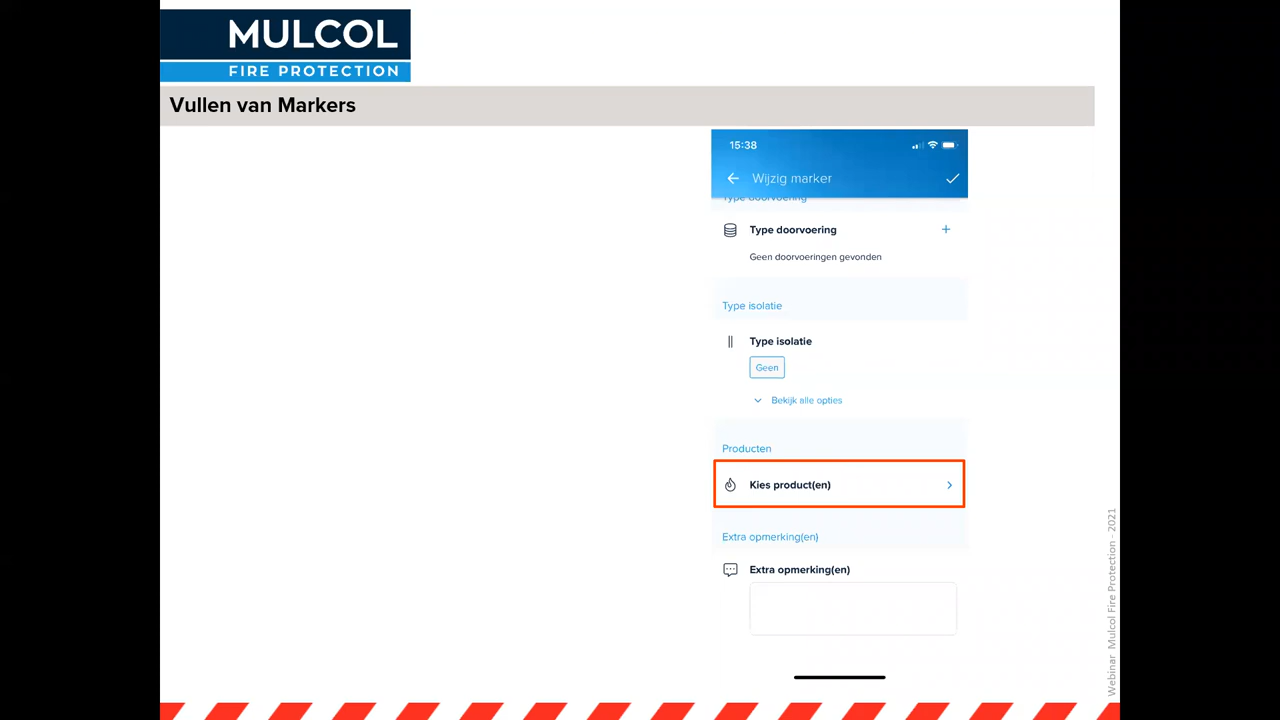 MULCOL
FIRE PROTECTION
Vullen van Markers
15:38
Wijzig marker
Type doorvoering
Type doorvoering
Geen doorvoeringen gevonden
Type isolatie
Type isolatie
Geen
Bekijk alle opties
Producten
Kies product(en)
Extra opmerking(en)
Extra opmerking(en)
Webinar Mulcol Fire Protection - 2021